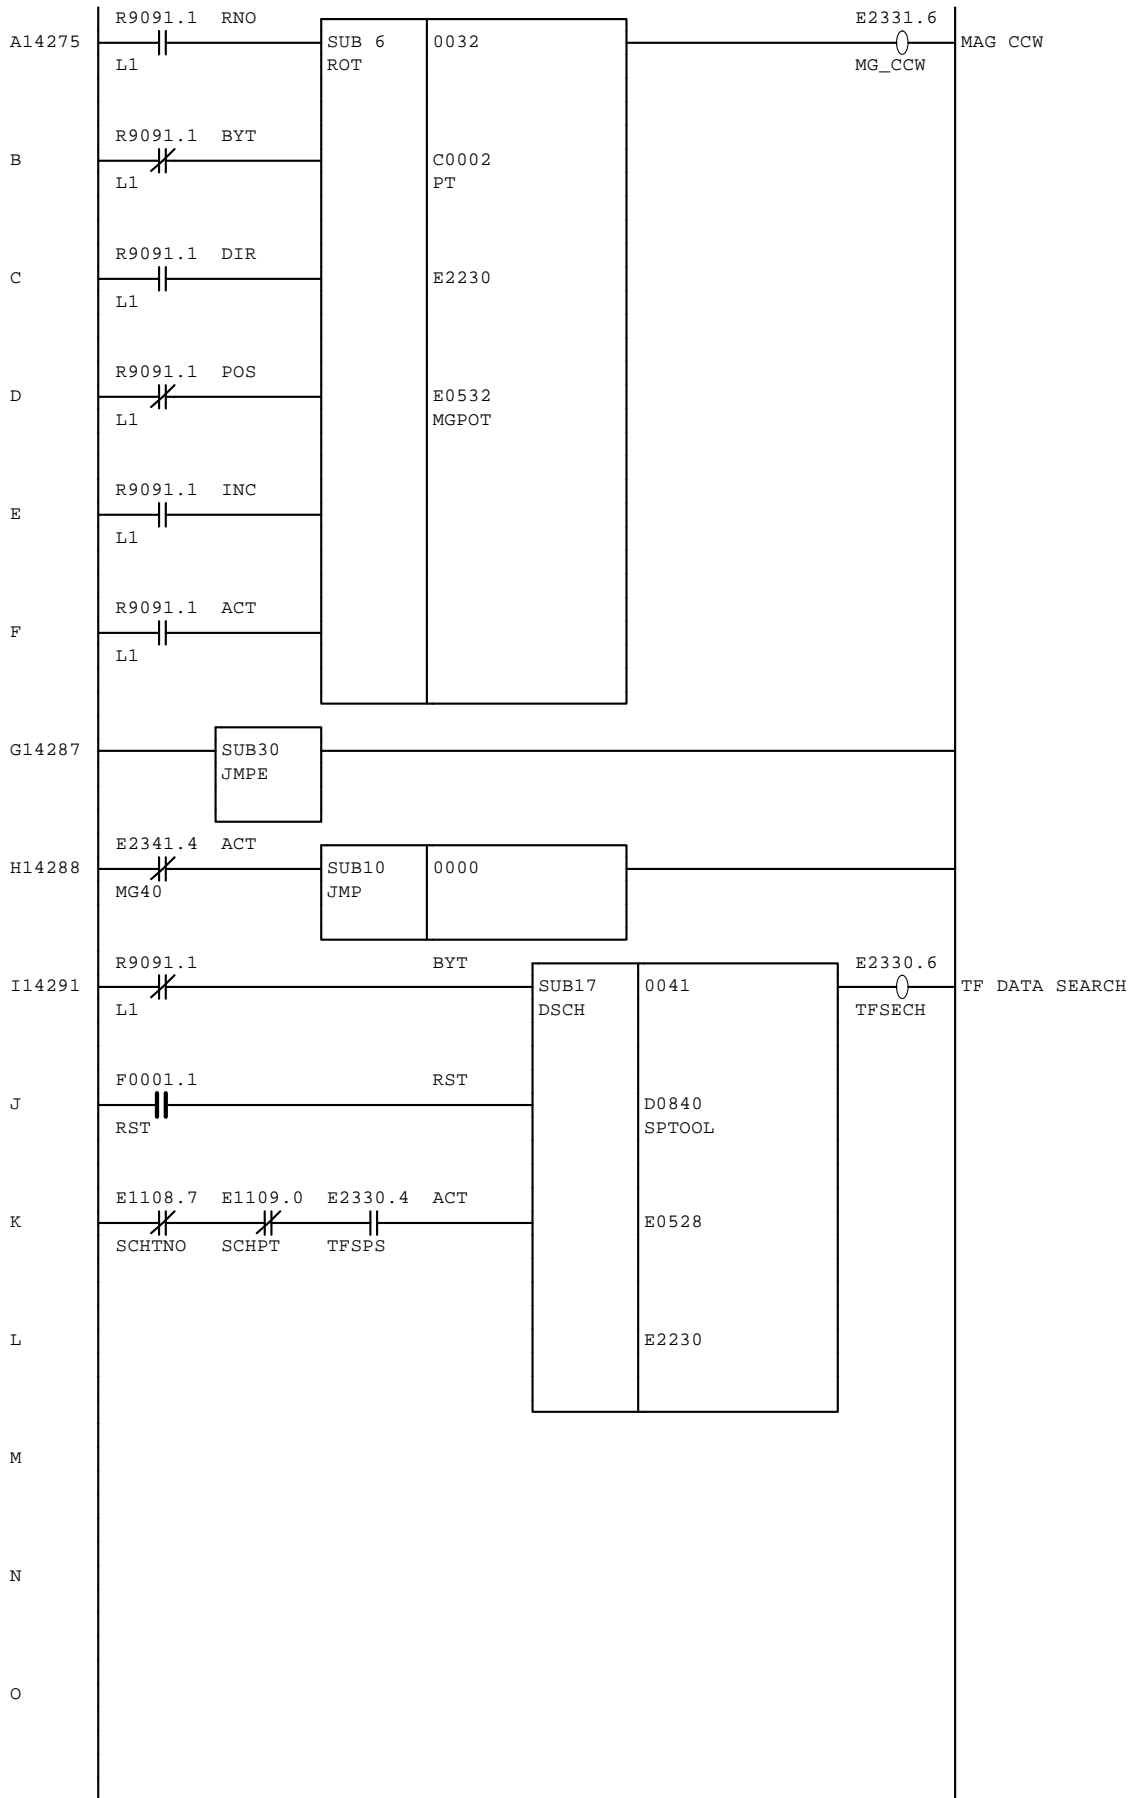 R9091.1 RNO E2331.6
A14275 SUB 6 0032 MAG CCW
L1 ROT MG_CCW
R9091.1 BYT
B C0002
L1 PT
R9091.1 DIR
C E2230
L1
R9091.1 POS
D E0532
L1 MGPOT
R9091.1 INC
E
L1
R9091.1 ACT
F
L1
G14287 SUB30
JMPE
E2341.4 ACT
H14288 SUB10 0000
MG40 JMP
R9091.1 BYT E2330.6
I14291 SUB17 0041 TF DATA SEARCH
L1 DSCH TFSECH
F0001.1 RST
J D0840
RST SPTOOL
E1108.7 E1109.0 E2330.4 ACT
K E0528
SCHTNO SCHPT TFSPS
L E2230
M
N
O